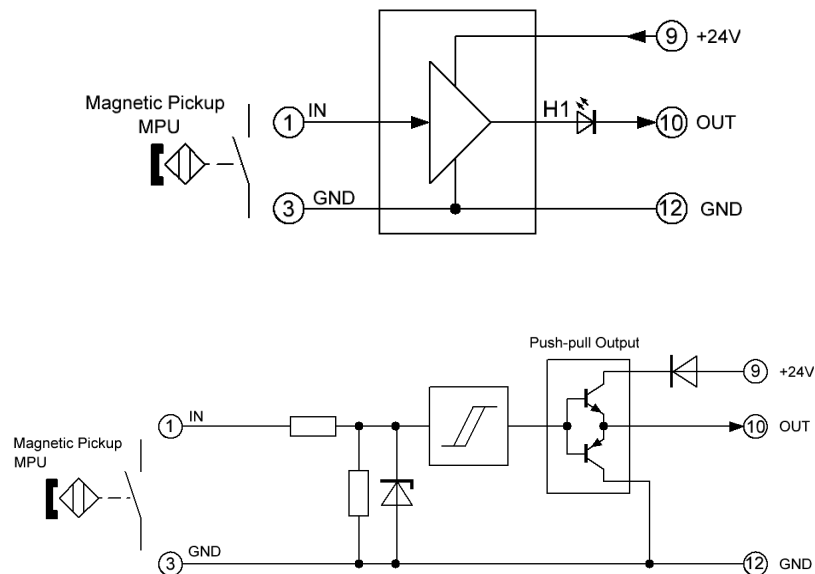 9 +24V
Magnetic Pickup
MPU
1 IN
H1
10 OUT
3 GND
12 GND
Push-pull Output
9 +24V
1 IN
10 OUT
Magnetic Pickup
MPU
3 GND
12 GND